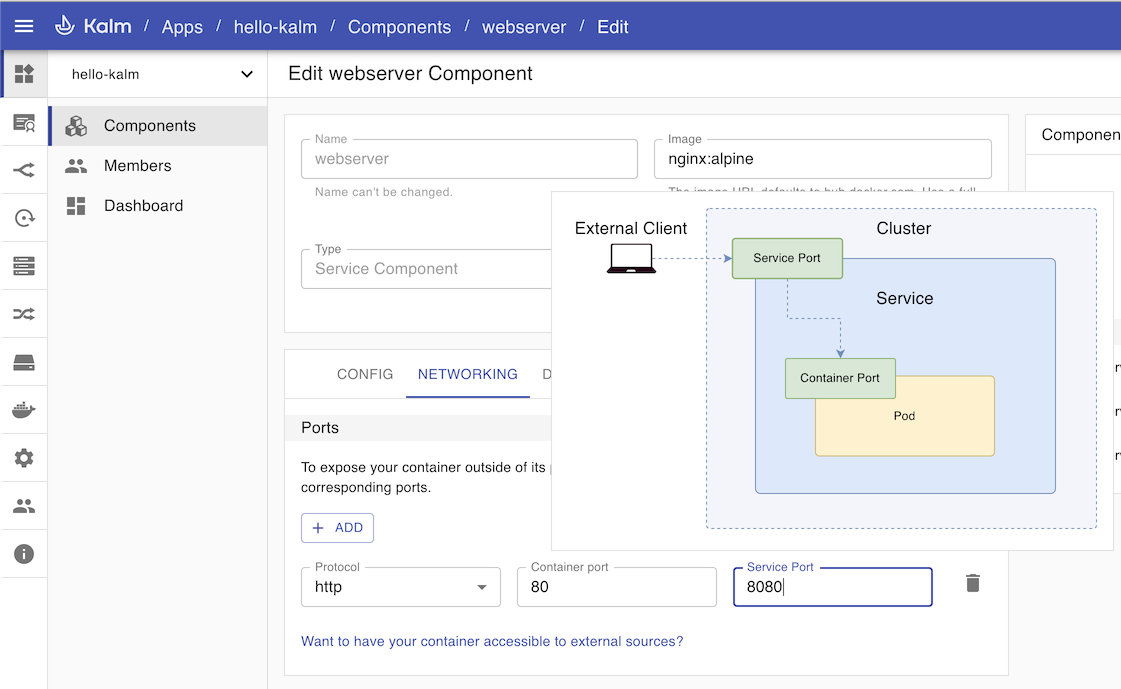 Kalm / Apps / hello-kalm / Components / webserver / Edit
hello-kalm
Edit webserver Component
Components
Members
Dashboard
Name
webserver
Name can't be changed.
Image
nginx:alpine
The image URL defaults to hub.docker.com. Use a full
Componen
Type
Service Component
External Client
Cluster
Service Port
Service
Container Port
Pod
CONFIG
NETWORKING
D
Ports
To expose your container outside of its
corresponding ports.
+ ADD
Protocol
http
Container port
80
Service Port
8080
Want to have your container accessible to external sources?